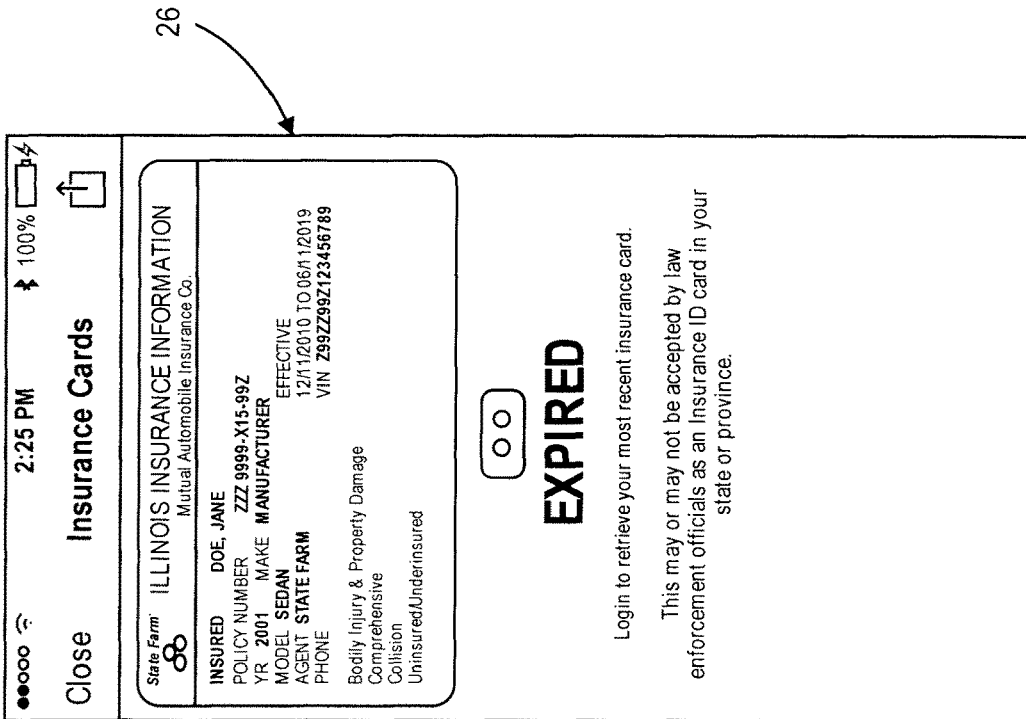 26
2:25 PM 100%
Close Insurance Cards
State Farm™ ILLINOIS INSURANCE INFORMATION
Mutual Automobile Insurance Co.
INSURED DOE, JANE
POLICY NUMBER ZZZ 9999-X15-99Z
YR 2001 MAKE MANUFACTURER
MODEL SEDAN EFFECTIVE
AGENT STATE FARM 12/11/2010 TO 06/11/2019
PHONE VIN Z99ZZ99Z123456789
Bodily Injury & Property Damage
Comprehensive
Collision
Uninsured/Underinsured
EXPIRED
Login to retrieve your most recent insurance card.
This may or may not be accepted by law
enforcement officials as an Insurance ID card in your
state or province.